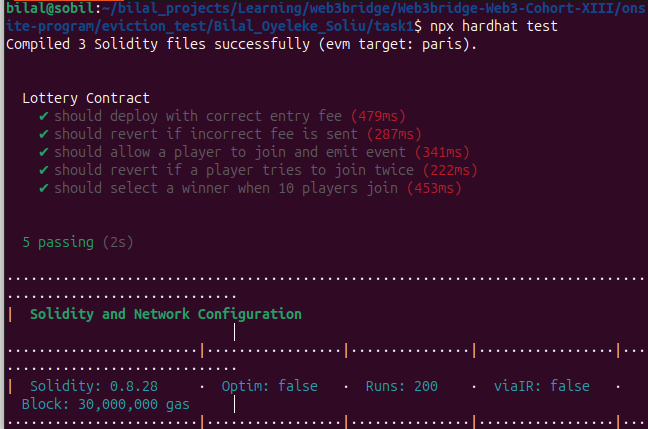 bilal@sobil:~/bilal_projects/Learning/web3bridge/Web3bridge-Web3-Cohort-XIII/ons
ite-program/eviction_test/Bilal_Oyeleke_Soliu/task1$ npx hardhat test
Compiled 3 Solidity files successfully (evm target: paris).
Lottery Contract
✔ should deploy with correct entry fee (479ms)
✔ should revert if incorrect fee is sent (287ms)
✔ should allow a player to join and emit event (341ms)
✔ should revert if a player tries to join twice (222ms)
✔ should select a winner when 10 players join (453ms)
5 passing (2s)
| Solidity and Network Configuration
|
| Solidity: 0.8.28 · Optim: false · Runs: 200 · viaIR: false ·
Block: 30,000,000 gas |